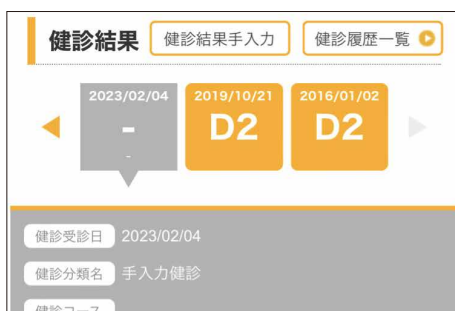 健診結果 健診結果手入力 健診履歴一覧
2023/02/04 2019/10/21 2016/01/02
- D2 D2
-
健診受診日 2023/02/04
健診分類名 手入力健診
健診コース